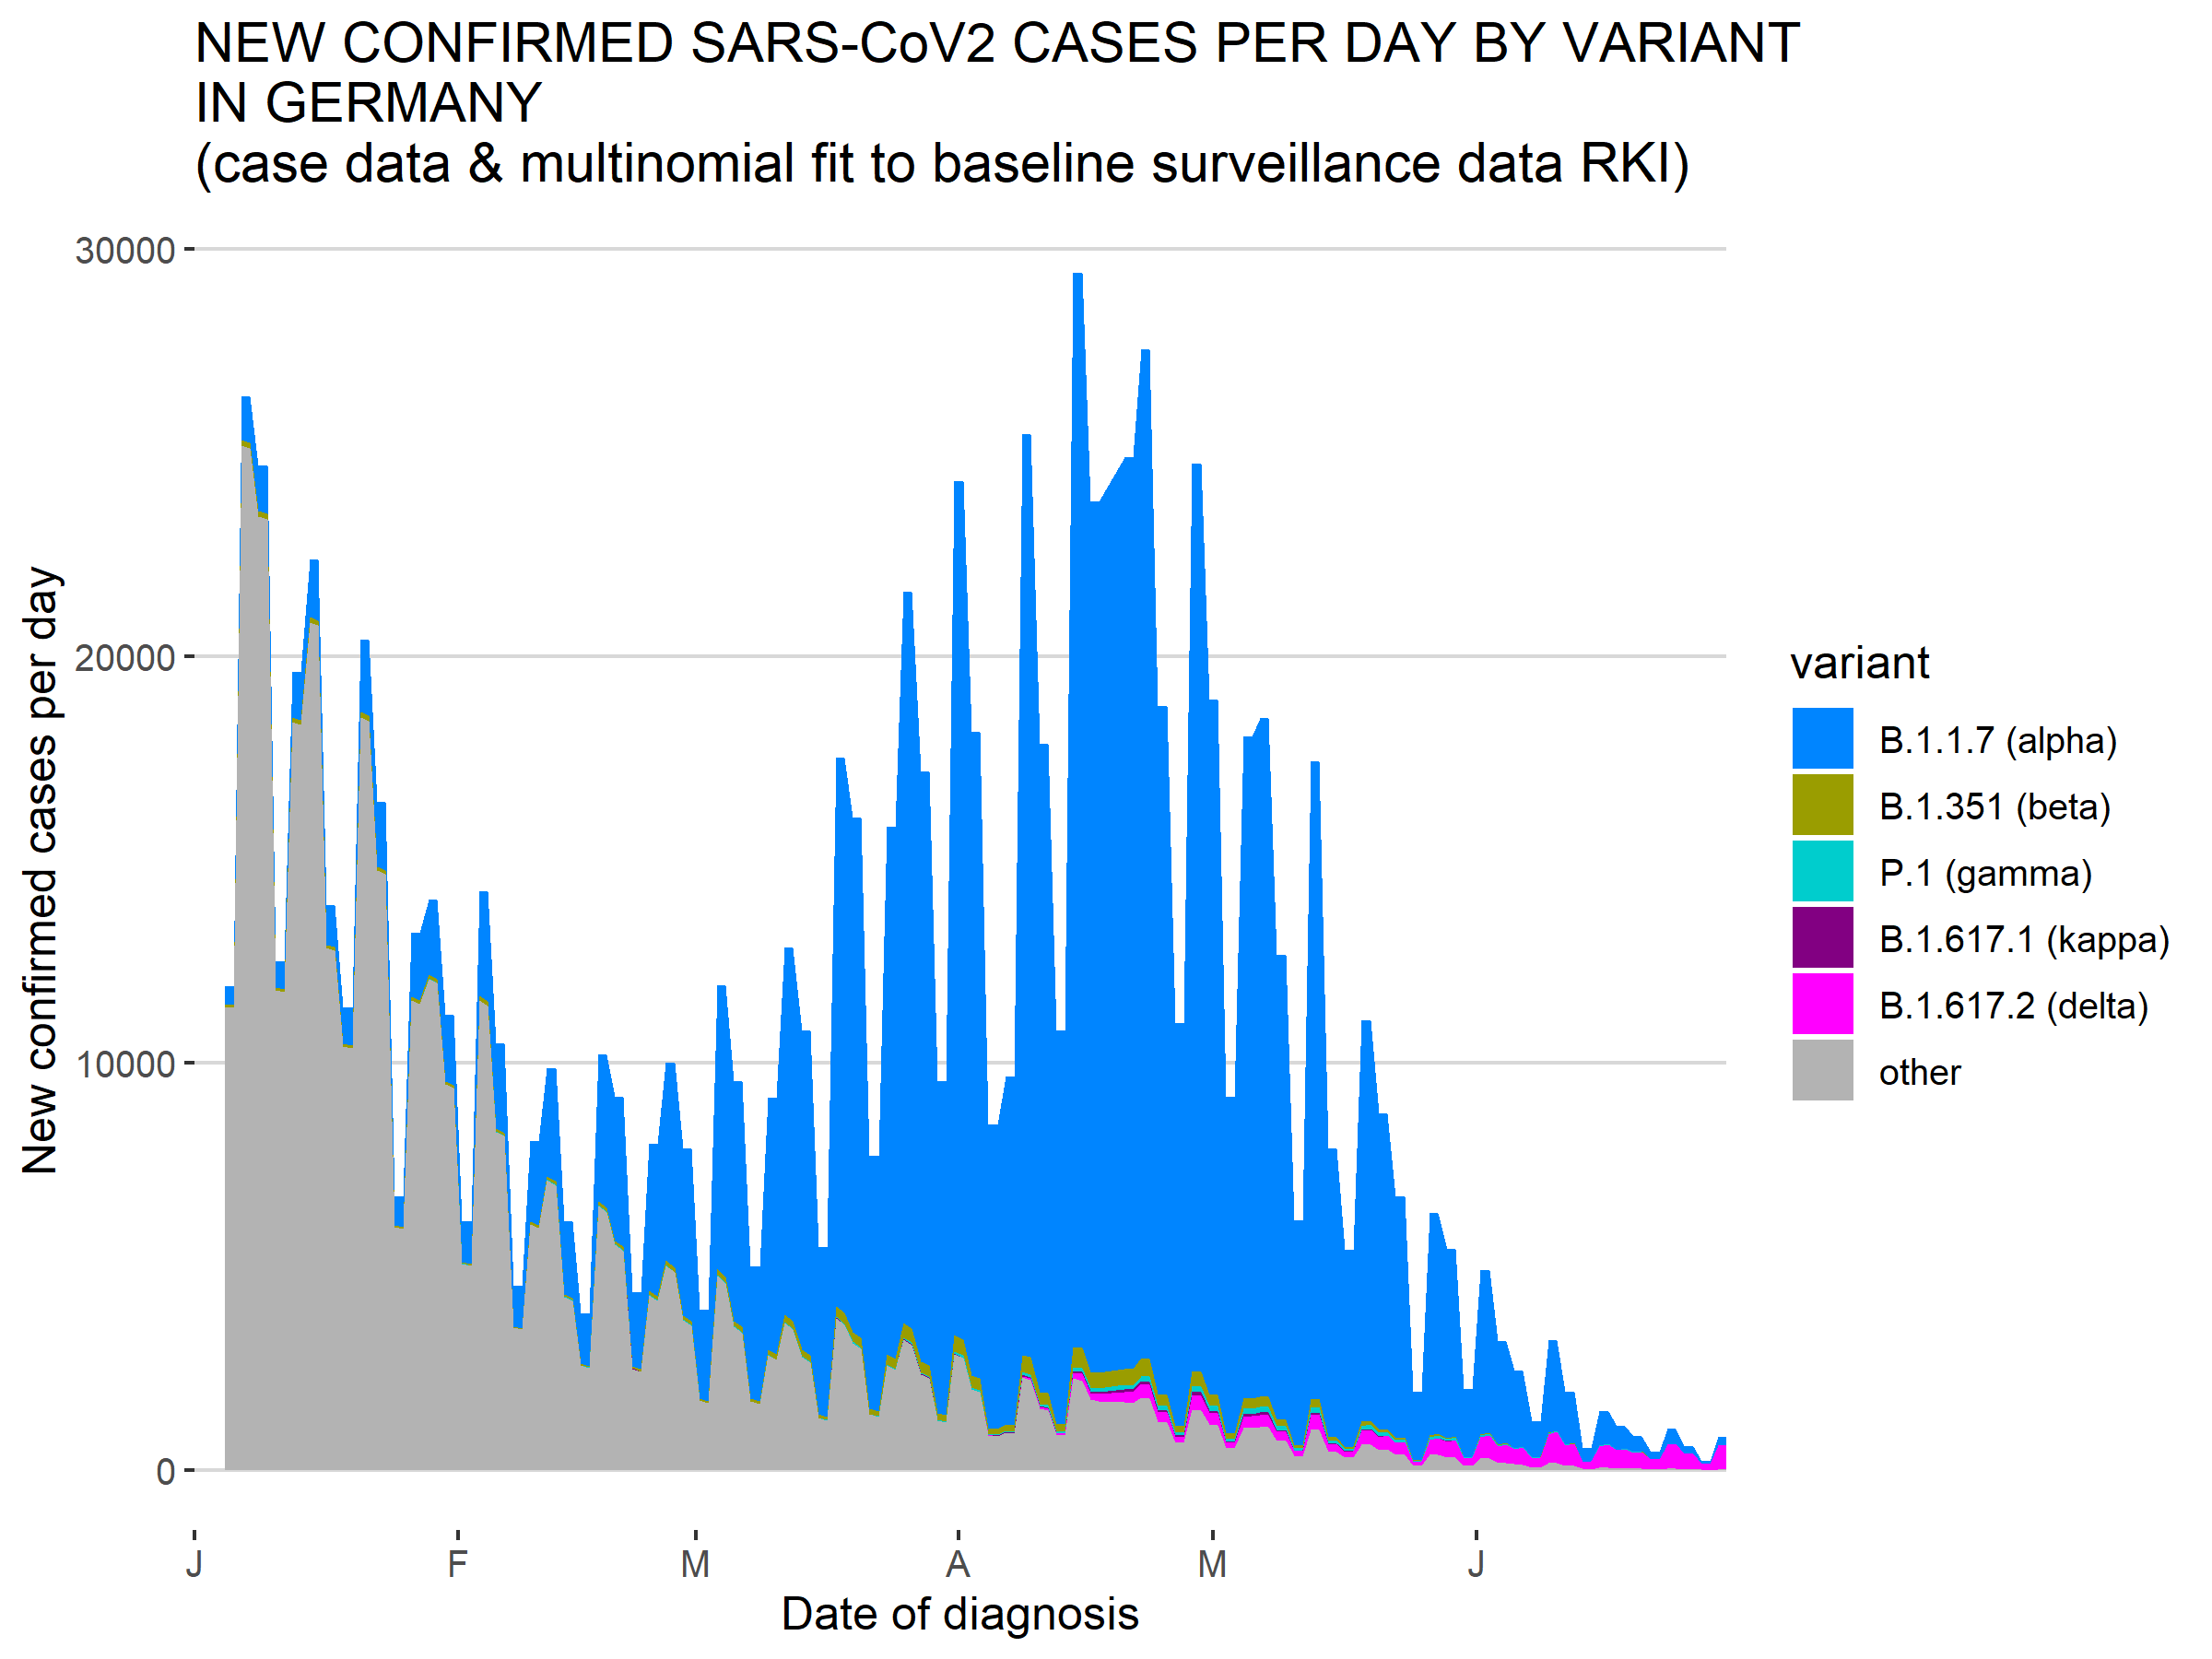 NEW CONFIRMED SARS-CoV2 CASES PER DAY BY VARIANT
IN GERMANY
(case data & multinomial fit to baseline surveillance data RKI)
New confirmed cases per day
30000
20000
10000
0
J F M A M J
Date of diagnosis
variant
B.1.1.7 (alpha)
B.1.351 (beta)
P.1 (gamma)
B.1.617.1 (kappa)
B.1.617.2 (delta)
other